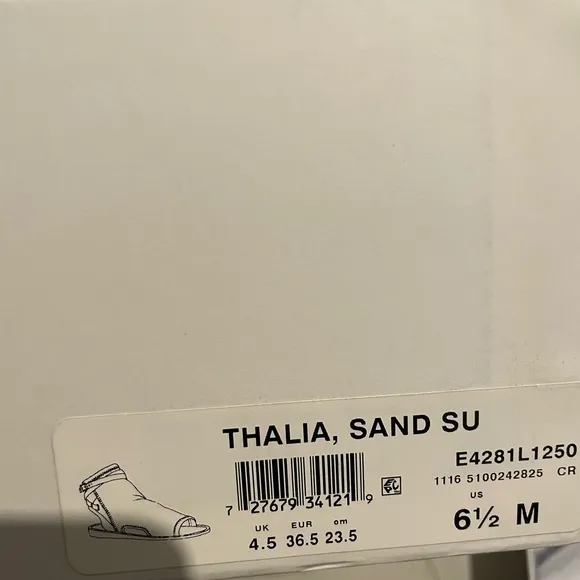 THALIA, SAND SU
E4281L1250
1116 5100242825 CR
7 27679 34121 9
US
UK EUR cm
4.5 36.5 23.5
6½ M